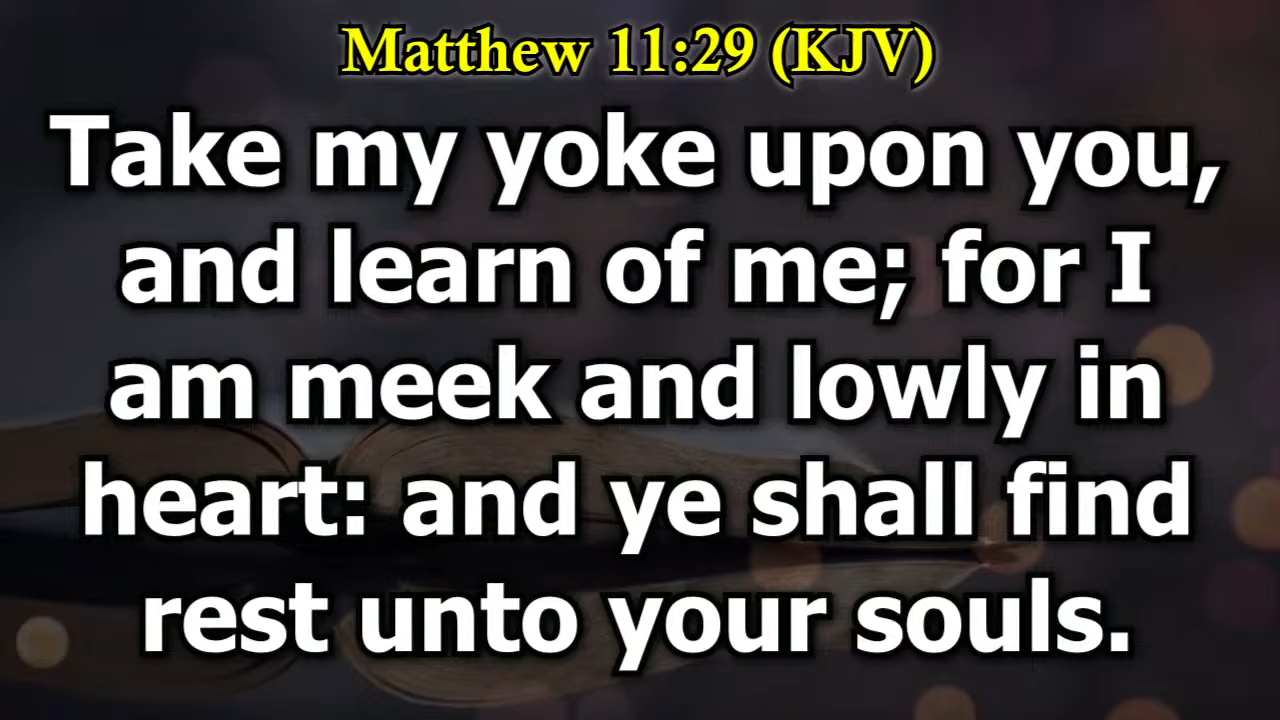 Matthew 11:29 (KJV)
Take my yoke upon you,
and learn of me; for I
am meek and lowly in
heart: and ye shall find
rest unto your souls.